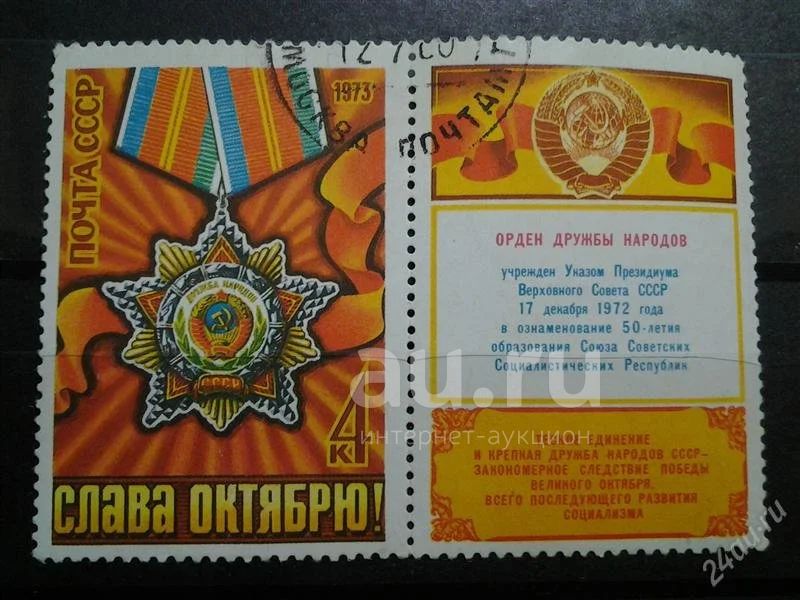 ПОЧТА СССР
1973
ДРУЖБА НАРОДОВ
СССР
4
К
СЛАВА ОКТЯБРЮ!
МОСКВА ПОЧТАМТ
ОРДЕН ДРУЖБЫ НАРОДОВ
учрежден Указом Президиума
Верховного Совета СССР
17 декабря 1972 года
в ознаменование 50-летия
образования Союза Советских
Социалистических Республик
ЕДИНЕНИЕ
И КРЕПКАЯ ДРУЖБА НАРОДОВ СССР-
ЗАКОНОМЕРНОЕ СЛЕДСТВИЕ ПОБЕДЫ
ВЕЛИКОГО ОКТЯБРЯ,
ВСЕГО ПОСЛЕДУЮЩЕГО РАЗВИТИЯ
СОЦИАЛИЗМА
au.ru
интернет-аукцион
24au.ru